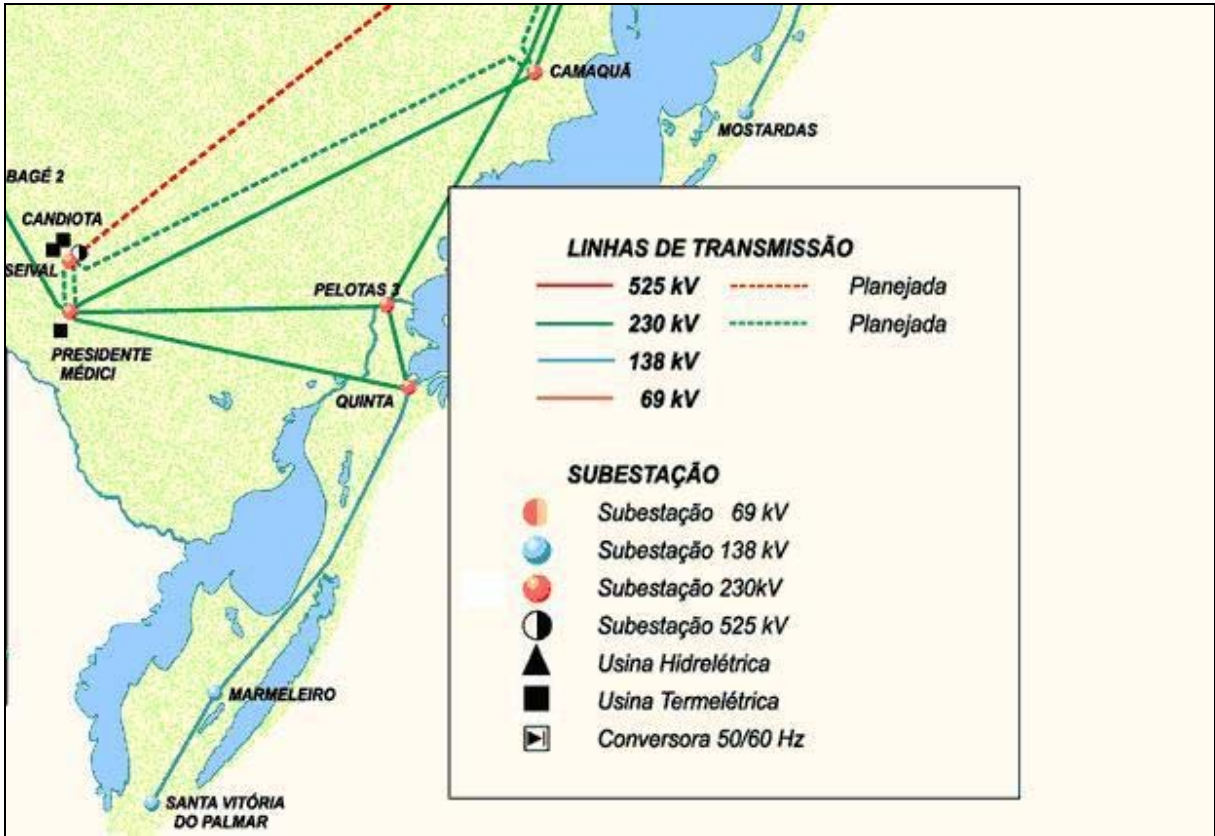 CAMAQUÃ
MOSTARDAS
BAGÉ 2
CANDIOTA
SEIVAL
PELOTAS 3
PRESIDENTE
MÉDICI
QUINTA
MARMELEIRO
SANTA VITÓRIA
DO PALMAR
LINHAS DE TRANSMISSÃO
525 kV Planejada
230 kV Planejada
138 kV
69 kV
SUBESTAÇÃO
Subestação 69 kV
Subestação 138 kV
Subestação 230kV
Subestação 525 kV
Usina Hidrelétrica
Usina Termelétrica
Conversora 50/60 Hz